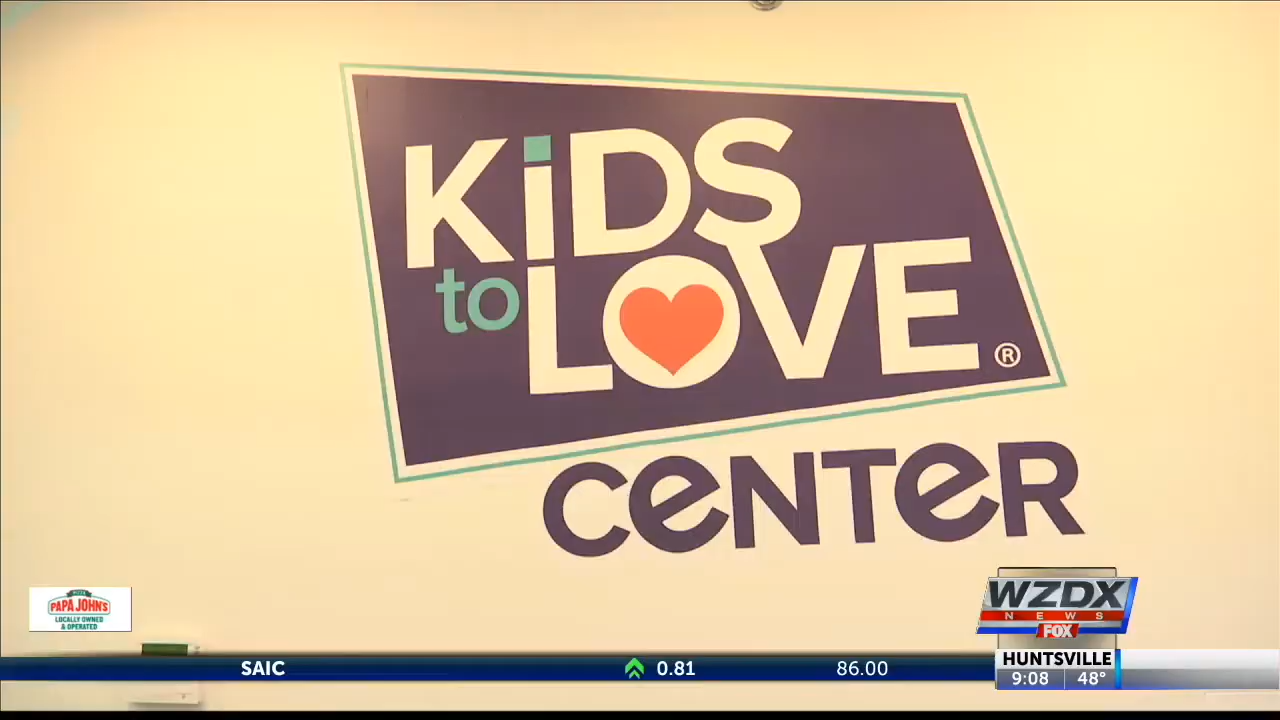 KiDS
to LOVE ®
CeNTeR
PAPA JOHN'S
LOCALLY OWNED
& OPERATED
WZDX
NEWS
FOX
SAIC 0.81 86.00
HUNTSVILLE
9:08 48°